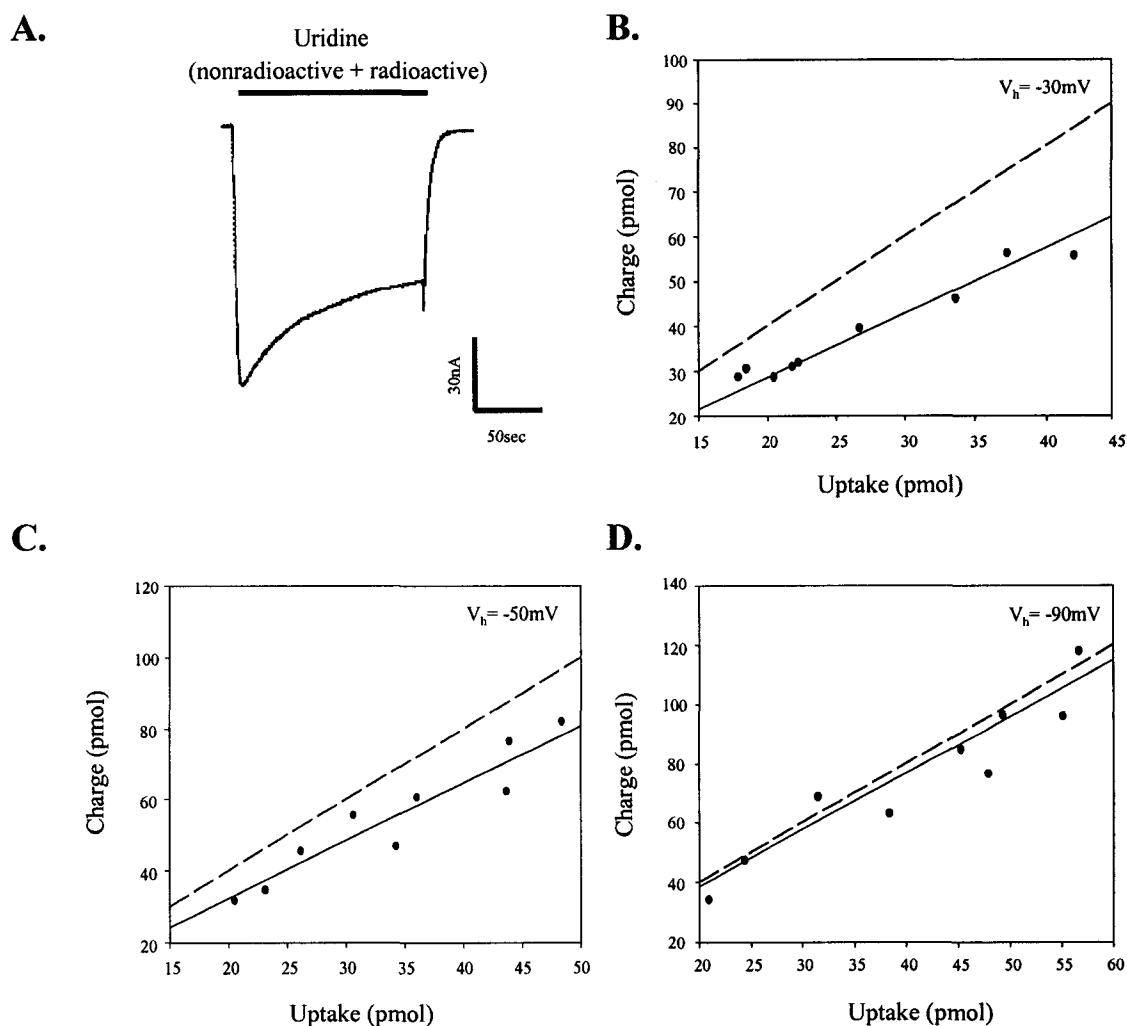 A.
Uridine
(nonradioactive + radioactive)
30nA
50sec
B.
Vₕ= -30mV
Charge (pmol)
100
90
80
70
60
50
40
30
20
15 20 25 30 35 40 45
Uptake (pmol)
C.
Vₕ= -50mV
Charge (pmol)
120
100
80
60
40
20
15 20 25 30 35 40 45 50
Uptake (pmol)
D.
Vₕ= -90mV
Charge (pmol)
140
120
100
80
60
40
20
20 25 30 35 40 45 50 55 60
Uptake (pmol)